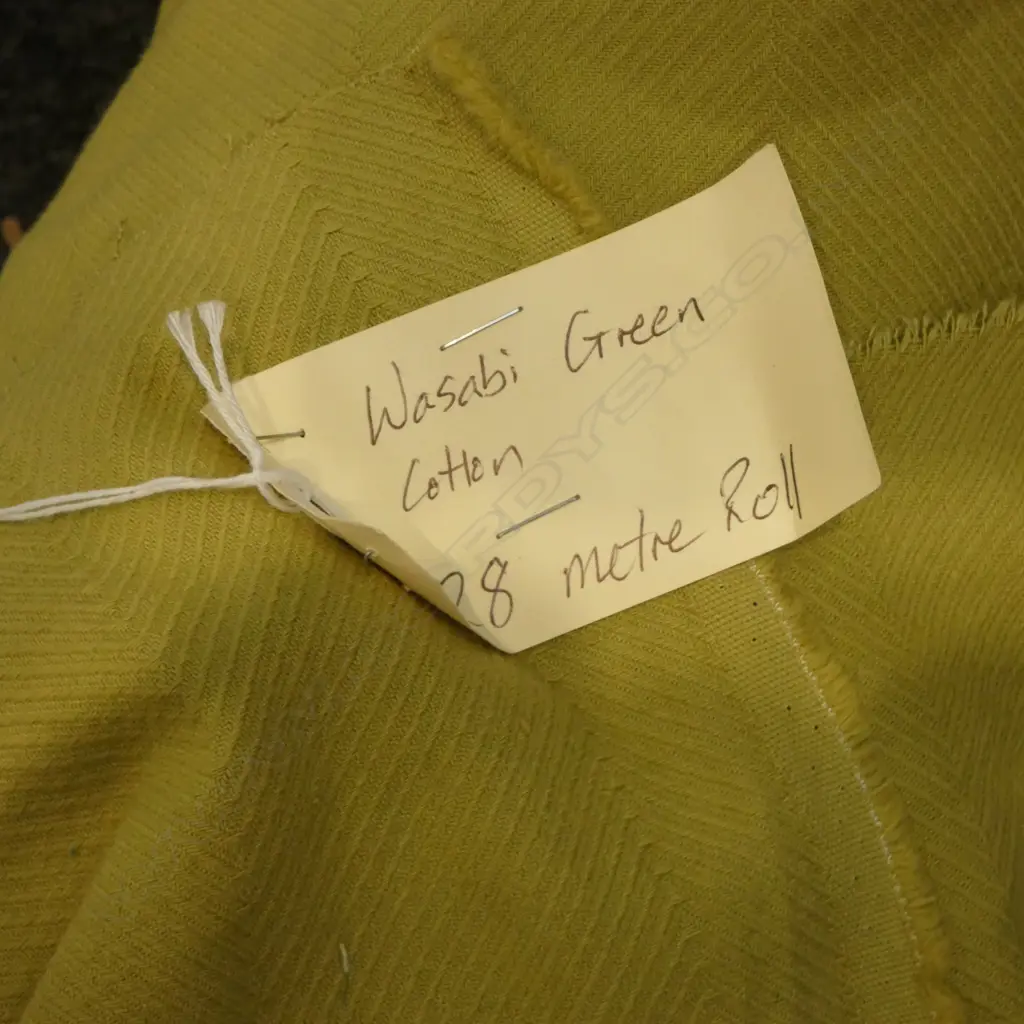 Wasabi Green
Cotton
28 metre Roll